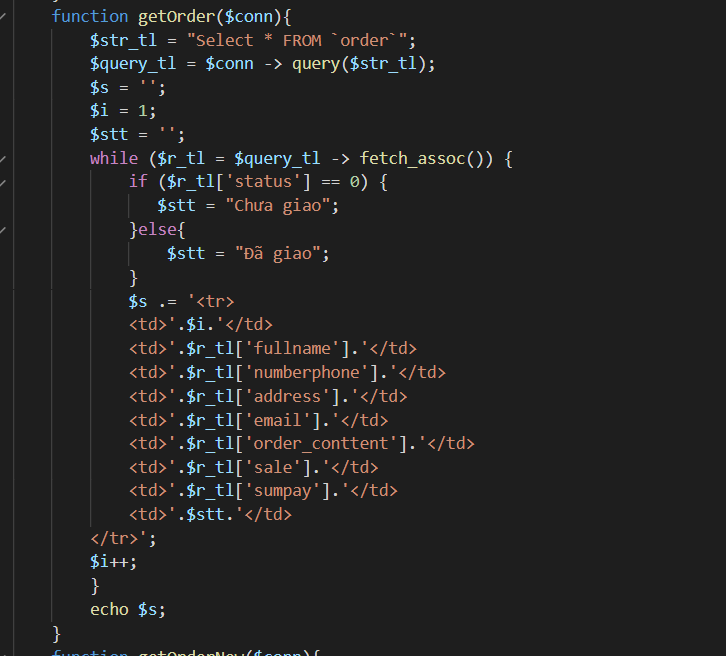 function getOrder($conn){
$str_tl = "Select * FROM `order`";
$query_tl = $conn -> query($str_tl);
$s = '';
$i = 1;
$stt = '';
while ($r_tl = $query_tl -> fetch_assoc()) {
if ($r_tl['status'] == 0) {
$stt = "Chưa giao";
}else{
$stt = "Đã giao";
}
$s .= '<tr>
<td>'.$i.'</td>
<td>'.$r_tl['fullname'].'</td>
<td>'.$r_tl['numberphone'].'</td>
<td>'.$r_tl['address'].'</td>
<td>'.$r_tl['email'].'</td>
<td>'.$r_tl['order_conttent'].'</td>
<td>'.$r_tl['sale'].'</td>
<td>'.$r_tl['sumpay'].'</td>
<td>'.$stt.'</td>
</tr>';
$i++;
}
echo $s;
}
function getOrderNew($conn){